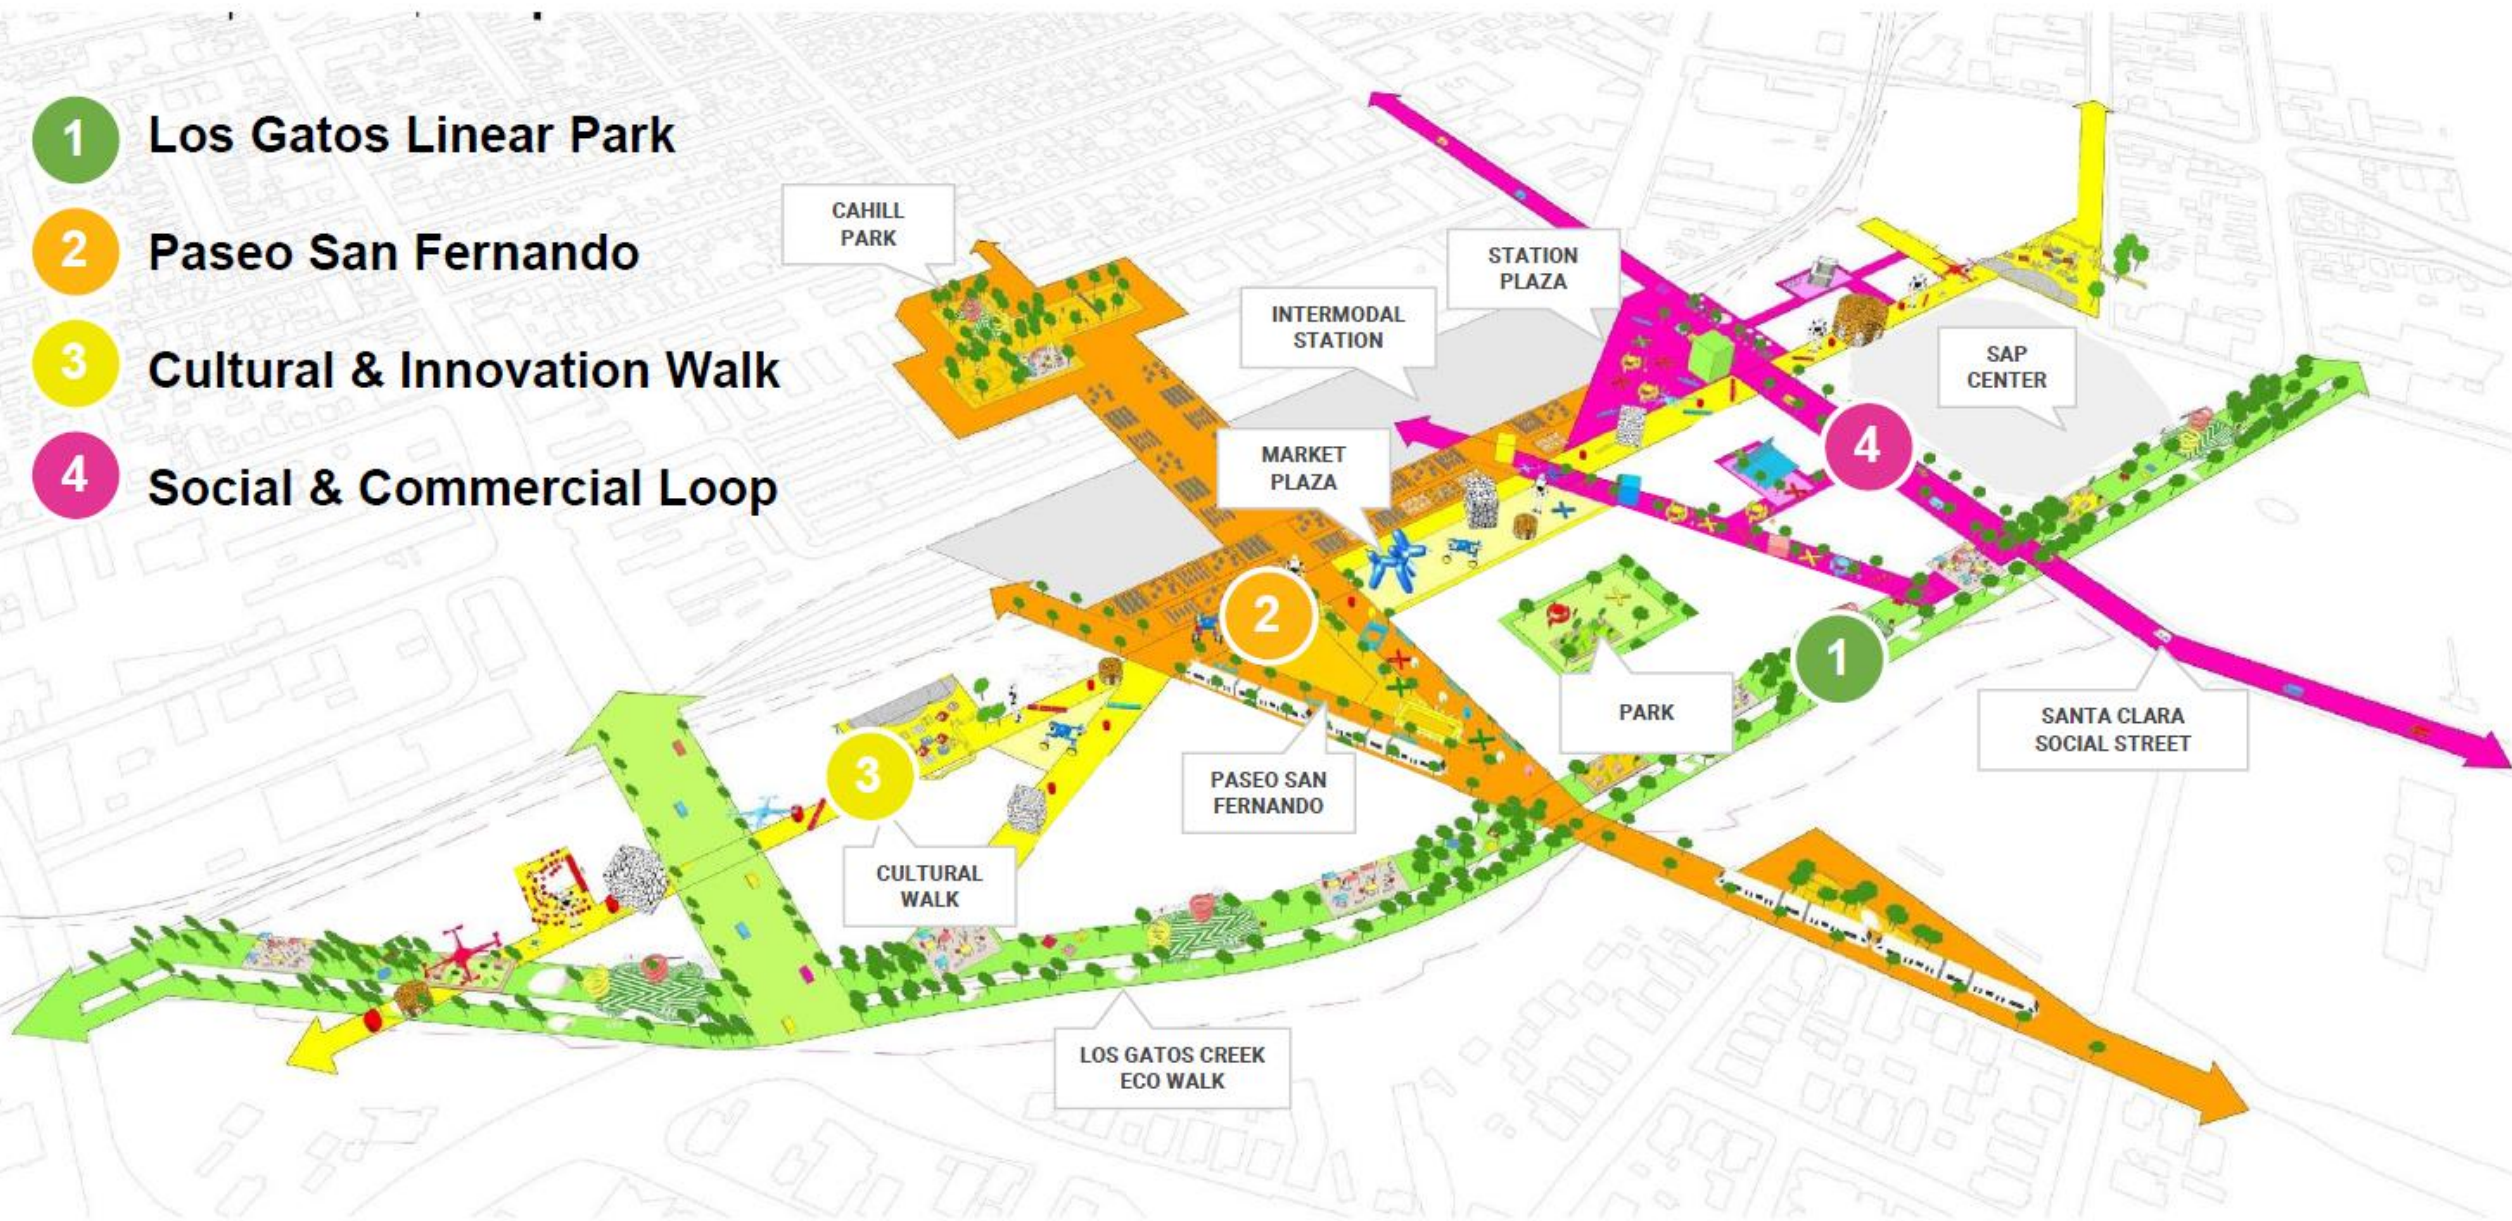 1 Los Gatos Linear Park
2 Paseo San Fernando
3 Cultural & Innovation Walk
4 Social & Commercial Loop
CAHILL
PARK
STATION
PLAZA
INTERMODAL
STATION
SAP
CENTER
MARKET
PLAZA
4
2
1
PARK
SANTA CLARA
SOCIAL STREET
3
PASEO SAN
FERNANDO
CULTURAL
WALK
LOS GATOS CREEK
ECO WALK